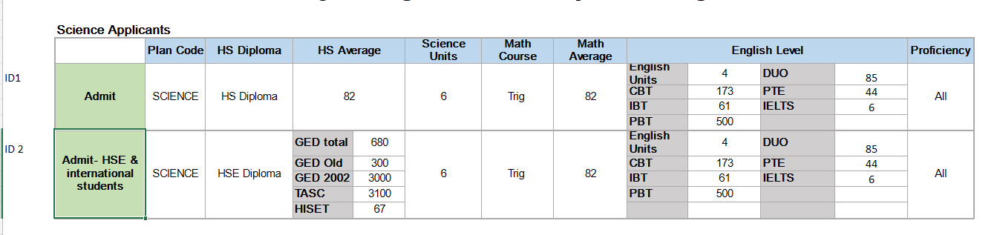 Science Applicants
Plan Code HS Diploma HS Average Science Units Math Course Math Average English Level Proficiency
ID1 Admit SCIENCE HS Diploma 82 6 Trig 82 All
English Units 4 DUO 85
CBT 173 PTE 44
IBT 61 IELTS 6
PBT 500
ID 2 Admit- HSE & international students SCIENCE HSE Diploma 6 Trig 82 All
GED total 680 English Units 4 DUO 85
GED Old 300 CBT 173 PTE 44
GED 2002 3000 IBT 61 IELTS 6
TASC 3100 PBT 500
HISET 67